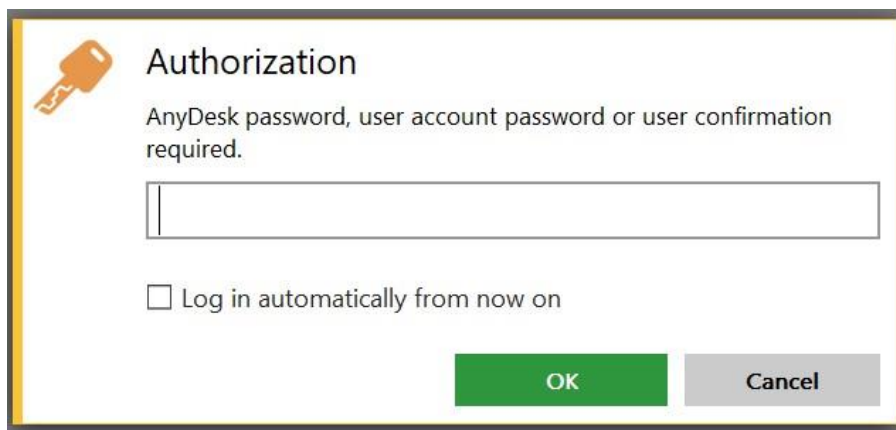 Authorization
AnyDesk password, user account password or user confirmation
required.
Log in automatically from now on
OK
Cancel